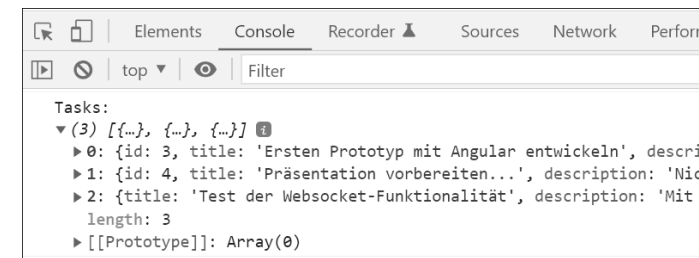 Elements Console Recorder Sources Network Perfor
top Filter
Tasks:
(3) [{…}, {…}, {…}] i
0: {id: 3, title: 'Ersten Prototyp mit Angular entwickeln', descri
1: {id: 4, title: 'Präsentation vorbereiten...', description: 'Nic
2: {title: 'Test der Websocket-Funktionalität', description: 'Mit
length: 3
[[Prototype]]: Array(0)